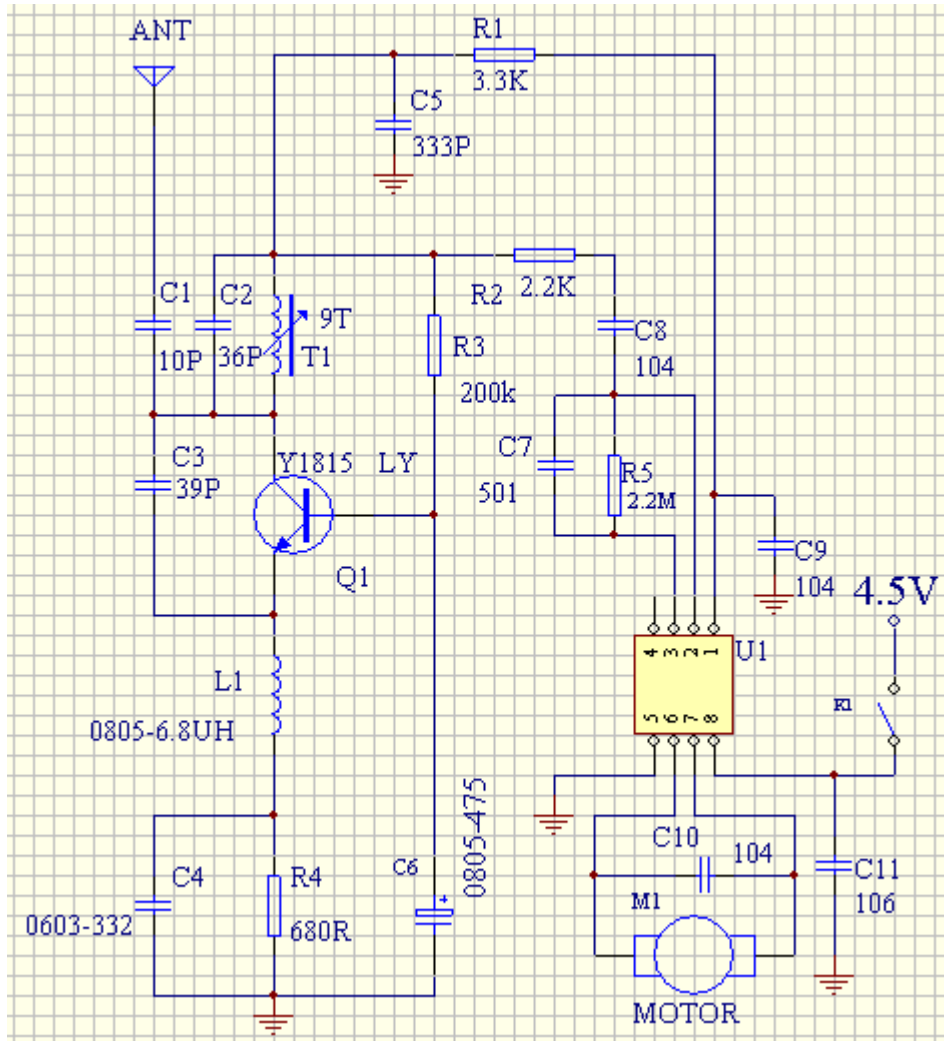 ANT
R1
3.3K
C5
333P
C1
10P
C2
36P
9T
T1
R2
2.2K
R3
200k
C8
104
C3
39P
Y1815 LY
Q1
C7
501
R5
2.2M
C9
104
4.5V
4 3 2 1
U1
5 6 7 8
K1
L1
0805-6.8UH
C4
0603-332
R4
680R
C6
+
0805-475
C10
104
M1
MOTOR
C11
106